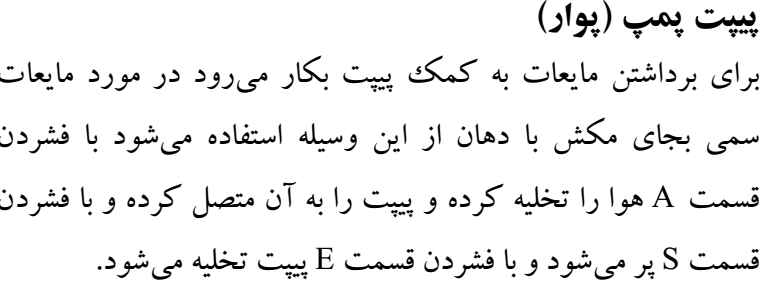 پیپت پمپ (پوار)
برای برداشتن مایعات به کمک پیپت بکار می‌رود در مورد مایعات
سمی بجای مکش با دهان از این وسیله استفاده می‌شود با فشردن
قسمت A هوا را تخلیه کرده و پیپت را به آن متصل کرده و با فشردن
قسمت S پر می‌شود و با فشردن قسمت E پیپت تخلیه می‌شود.